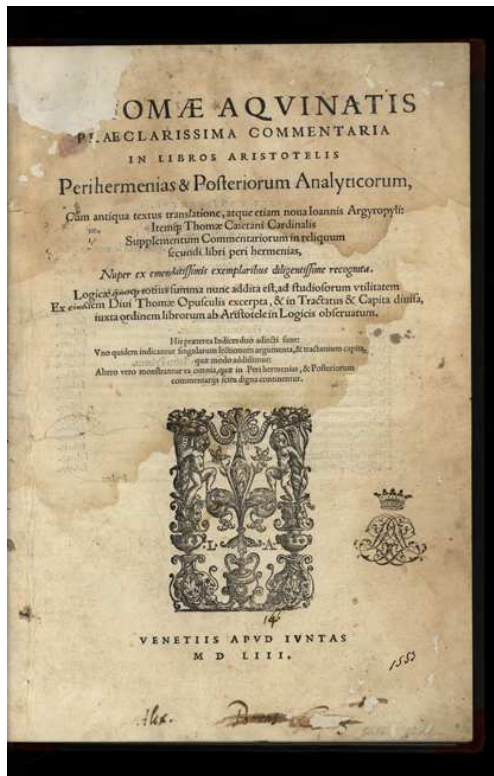 OMÆ AQVINATIS
PRAECLARISSIMA COMMENTARIA
IN LIBROS ARISTOTELIS
Perihermenias & Posteriorum Analyticorum,
Cum antiqua textus translatione, atque etiam noua Ioannis Argyropyli:
Itemq́; Thomæ Caietani Cardinalis
Supplementum Commentariorum in reliquum
secundi libri peri hermenias,
Nuper ex emendatissimis exemplaribus diligentissime recognita.
Logicæ quoq; totius summa nunc addita est, ad studiosorum vtilitatem
Ex eiusdem Diui Thomæ Opusculis excerpta, & in Tractatus & Capita diuisa,
iuxta ordinem librorum ab Aristotele in Logicis obseruatum.
His præterea Indices duo adiecti sunt:
Vno quidem indicantur singularum lectionum argumenta, & tractatuum capita,
quæ modo addidimus:
Altero vero monstrantur ea omnia, quæ in Peri hermenias, & Posteriorum
commentarijs scitu digna continentur.
L A
VENETIIS APVD IVNTAS
M D LIII.
1553
Alex.